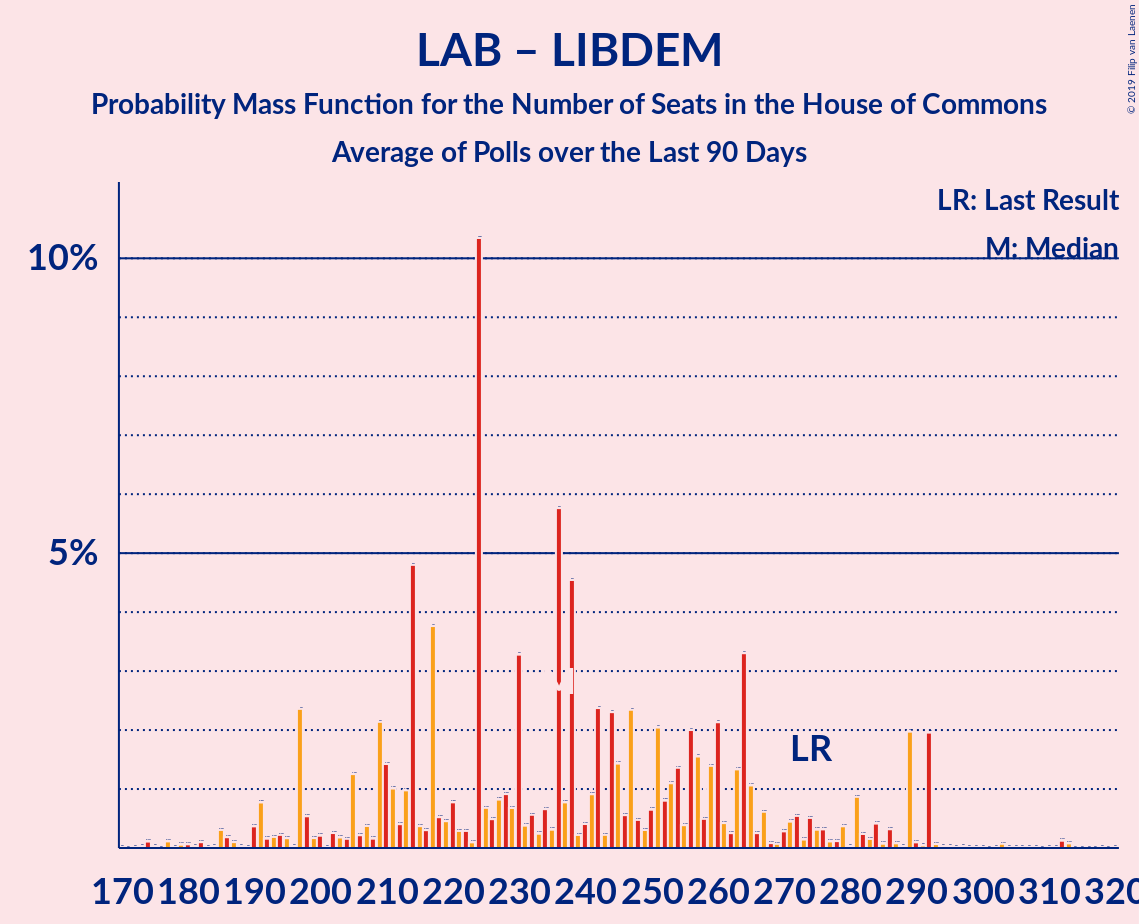 LAB – LIBDEM
Probability Mass Function for the Number of Seats in the House of Commons
Average of Polls over the Last 90 Days
© 2019 Filip van Laenen
LR: Last Result
M: Median
10%
5%
LR
170 180 190 200 210 220 230 240 250 260 270 280 290 300 310 320